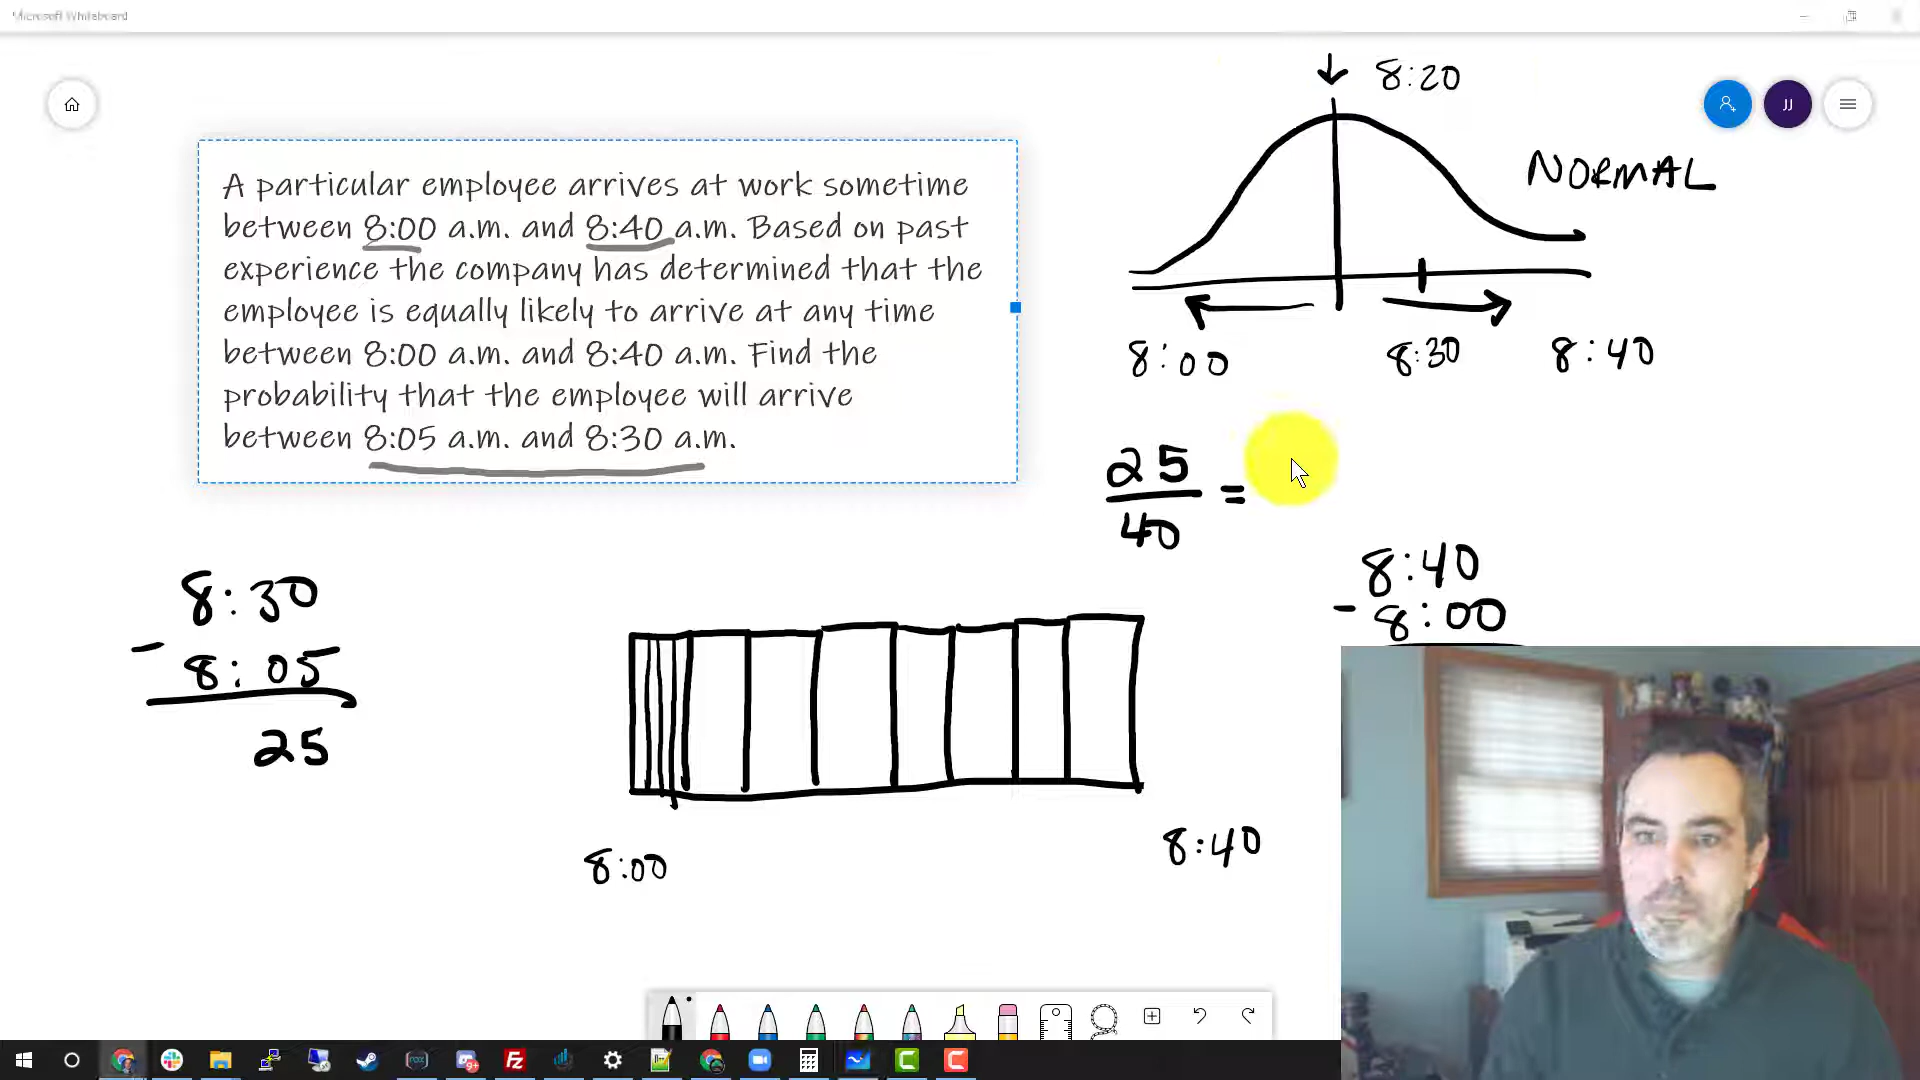 Microsoft Whiteboard
8:20
JJ
A particular employee arrives at work sometime
between 8:00 a.m. and 8:40 a.m. Based on past
experience the company has determined that the
employee is equally likely to arrive at any time
between 8:00 a.m. and 8:40 a.m. Find the
probability that the employee will arrive
between 8:05 a.m. and 8:30 a.m.
NORMAL
8:00
8:30
8:40
25
40
=
8:30
- 8:05
25
8:40
- 8:00
8:00
8:40